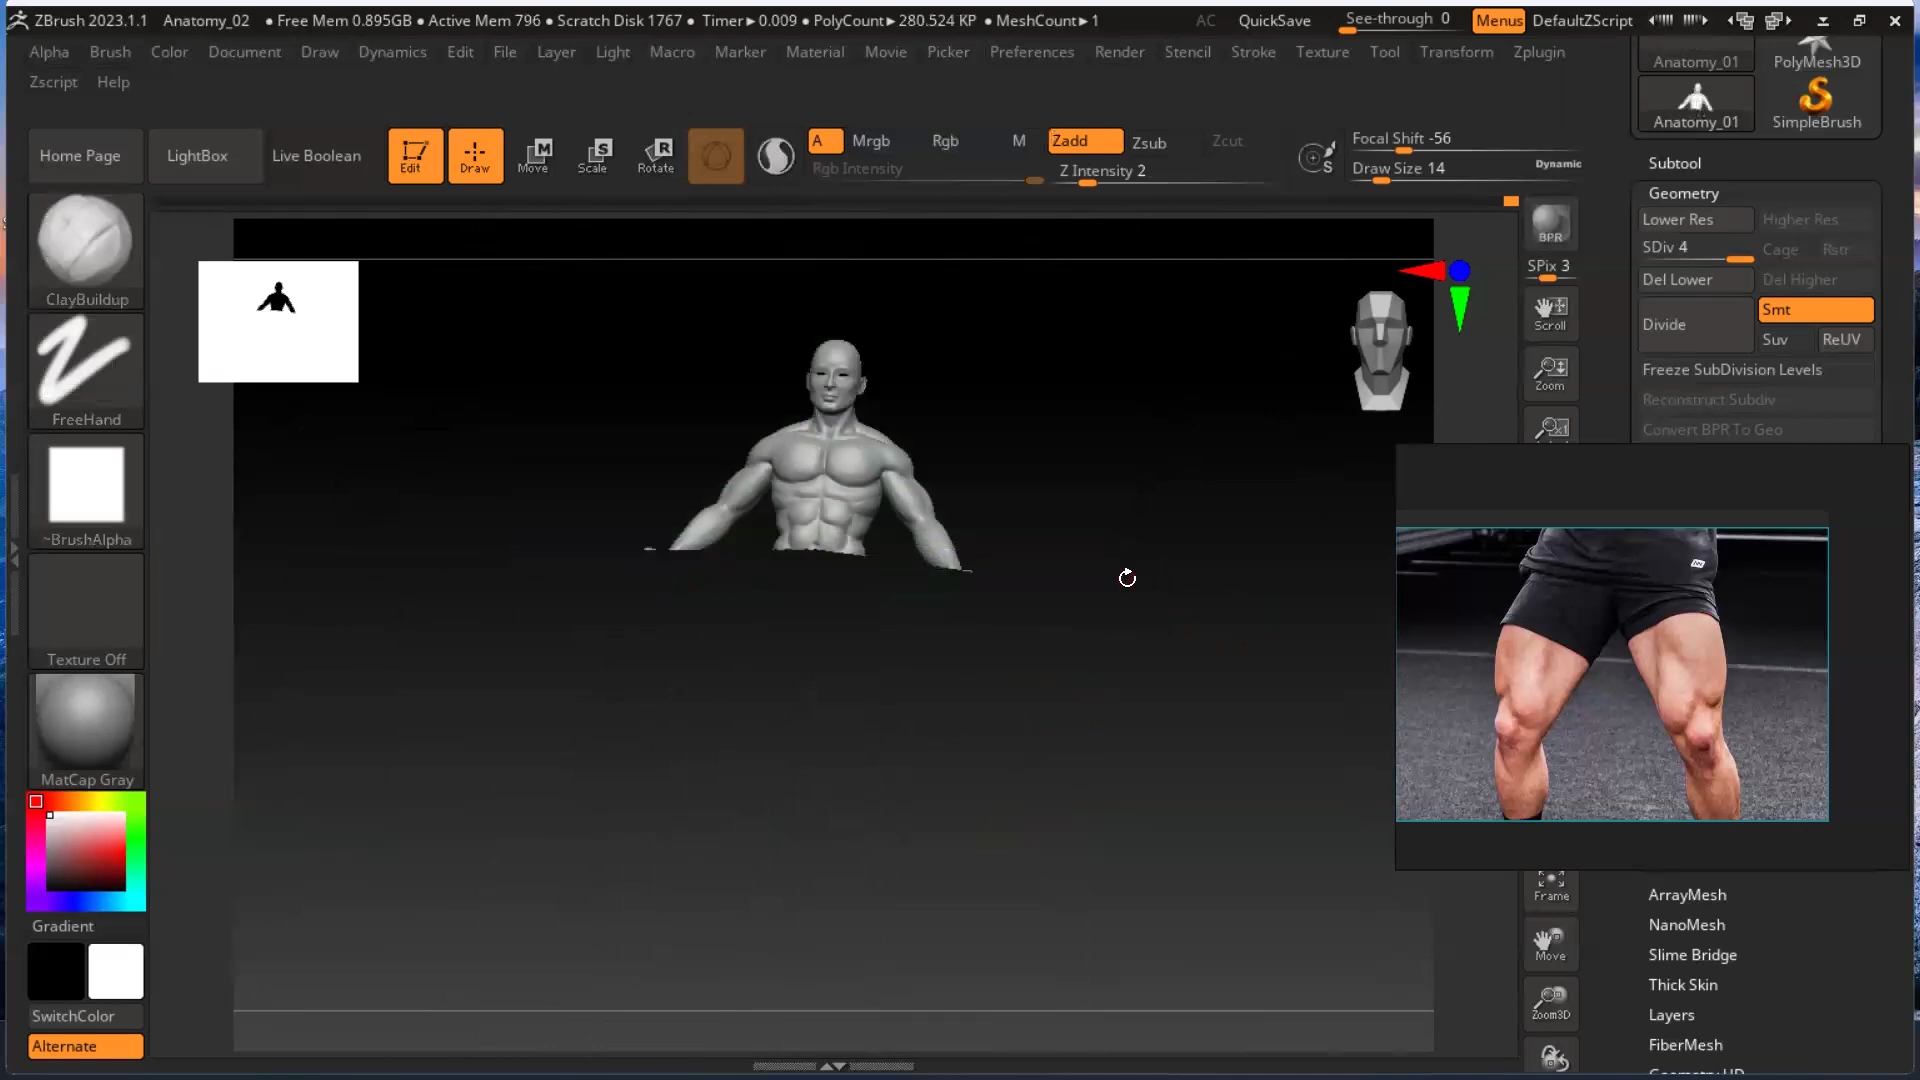 ZBrush 2023.1.1 Anatomy_02 • Free Mem 0.895GB • Active Mem 796 • Scratch Disk 1767 • Timer►0.009 • PolyCount►280.524 KP • MeshCount►1 AC QuickSave See-through 0 Menus DefaultZScript
Alpha Brush Color Document Draw Dynamics Edit File Layer Light Macro Marker Material Movie Picker Preferences Render Stencil Stroke Texture Tool Transform Zplugin
Zscript Help
Anatomy_01 PolyMesh3D
Anatomy_01 SimpleBrush
Home Page LightBox Live Boolean Edit Draw Move Scale Rotate
M S R
A Mrgb Rgb M Zadd Zsub Zcut
Rgb Intensity Z Intensity 2
S
Focal Shift -56
Draw Size 14 Dynamic
ClayBuildup
FreeHand
~BrushAlpha
Texture Off
MatCap Gray
Gradient
SwitchColor
Alternate
BPR
SPix 3
Scroll
Zoom
Frame
Move
Zoom3D
Subtool
Geometry
Lower Res Higher Res
SDiv 4 Cage Rstr
Del Lower Del Higher
Divide Smt
Suv ReUV
Freeze SubDivision Levels
Reconstruct Subdiv
Convert BPR To Geo
ArrayMesh
NanoMesh
Slime Bridge
Thick Skin
Layers
FiberMesh
Geometry HD